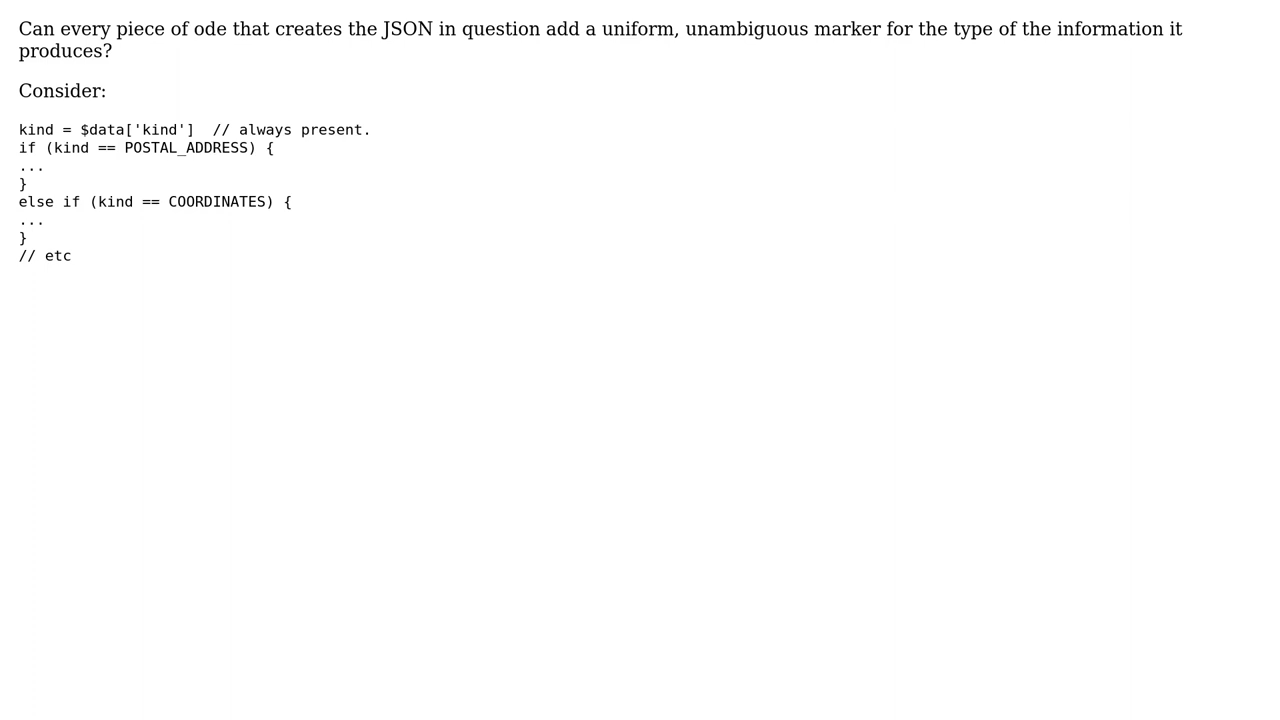 Can every piece of ode that creates the JSON in question add a uniform, unambiguous marker for the type of the information it
produces?
Consider:
kind = $data['kind']  // always present.
if (kind == POSTAL_ADDRESS) {
...
}
else if (kind == COORDINATES) {
...
}
// etc